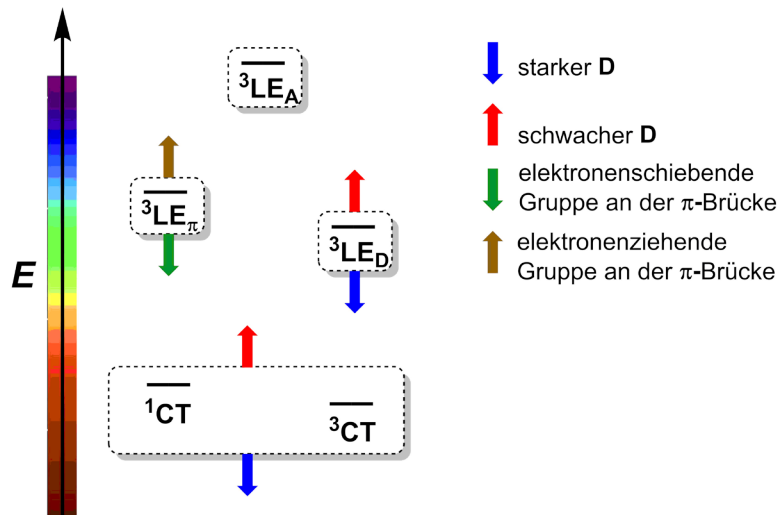 ³LE_A
³LE_π
³LE_D
E
¹CT
³CT
starker D
schwacher D
elektronenschiebende
Gruppe an der π-Brücke
elektronenziehende
Gruppe an der π-Brücke